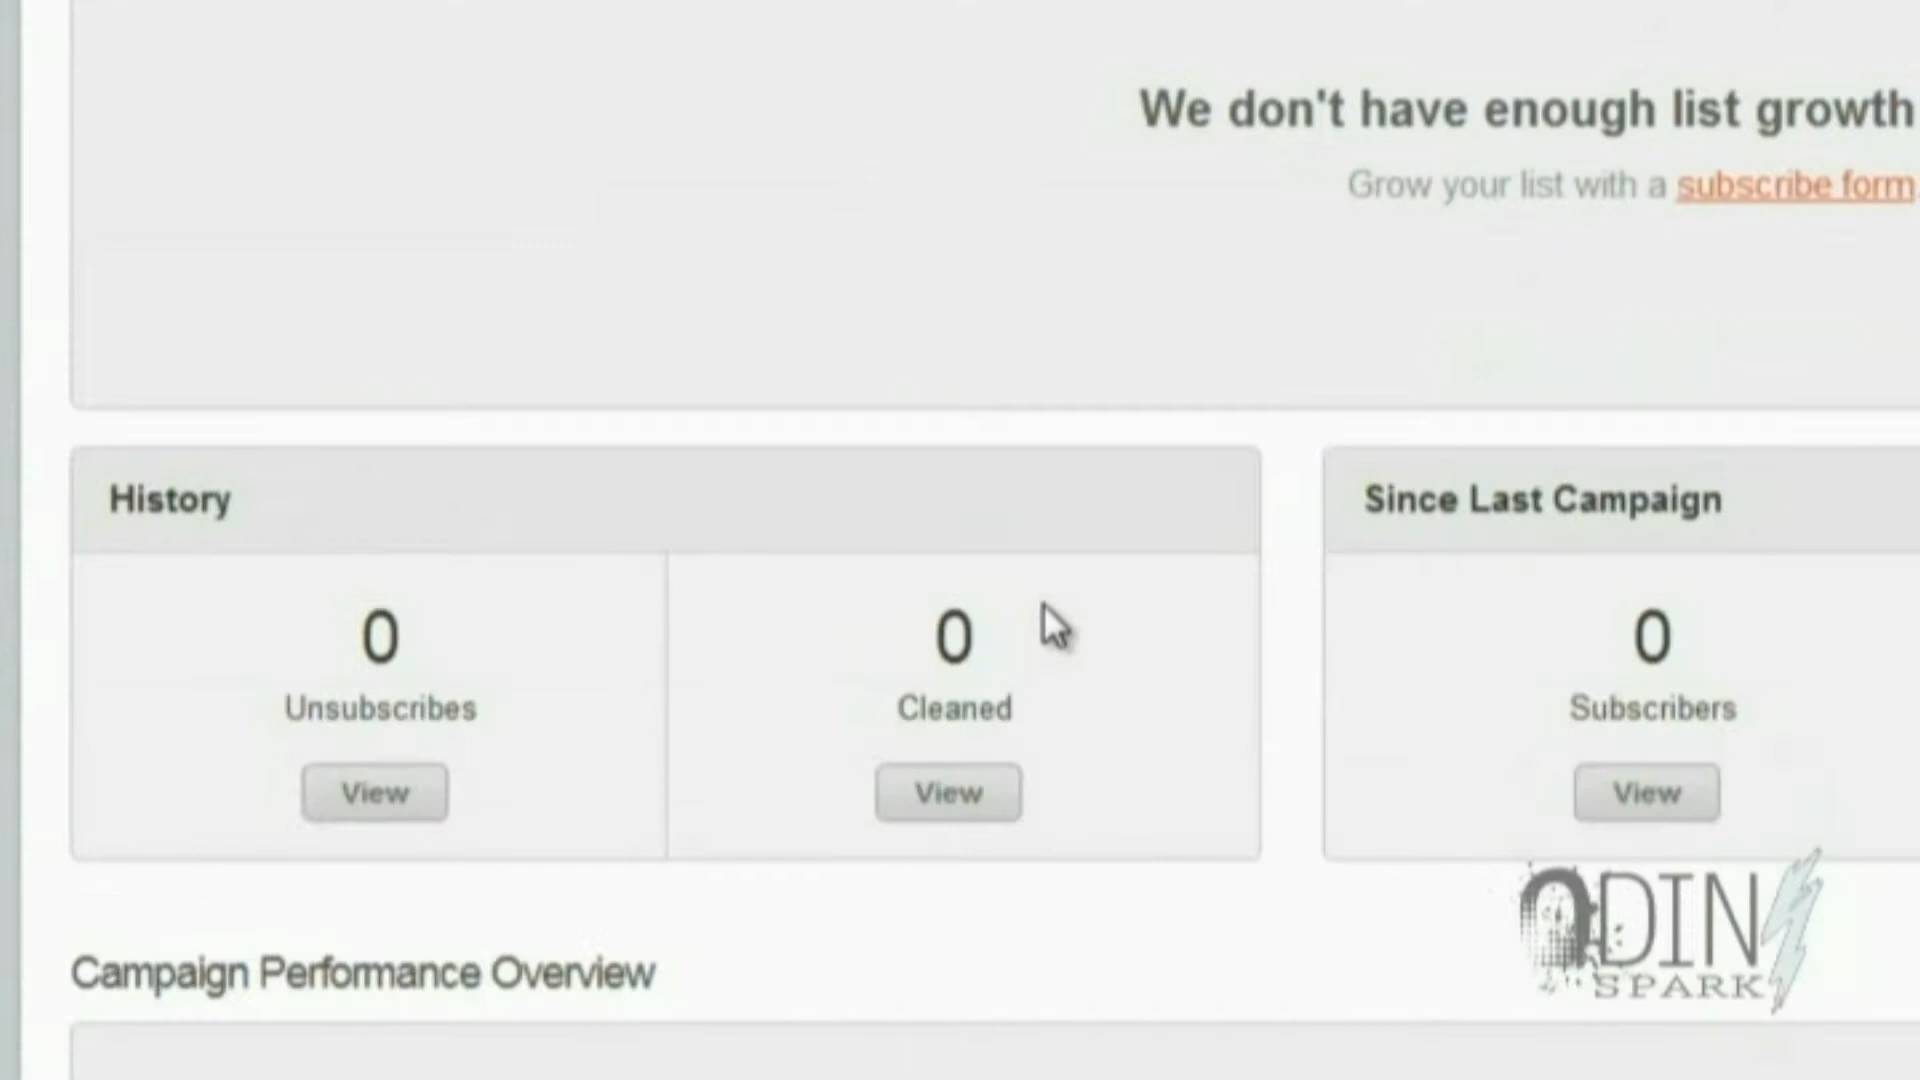 We don't have enough list growth
Grow your list with a subscribe form.
History
Since Last Campaign
0
0
0
Unsubscribes
Cleaned
Subscribers
View
View
View
ODIN
SPARK
Campaign Performance Overview